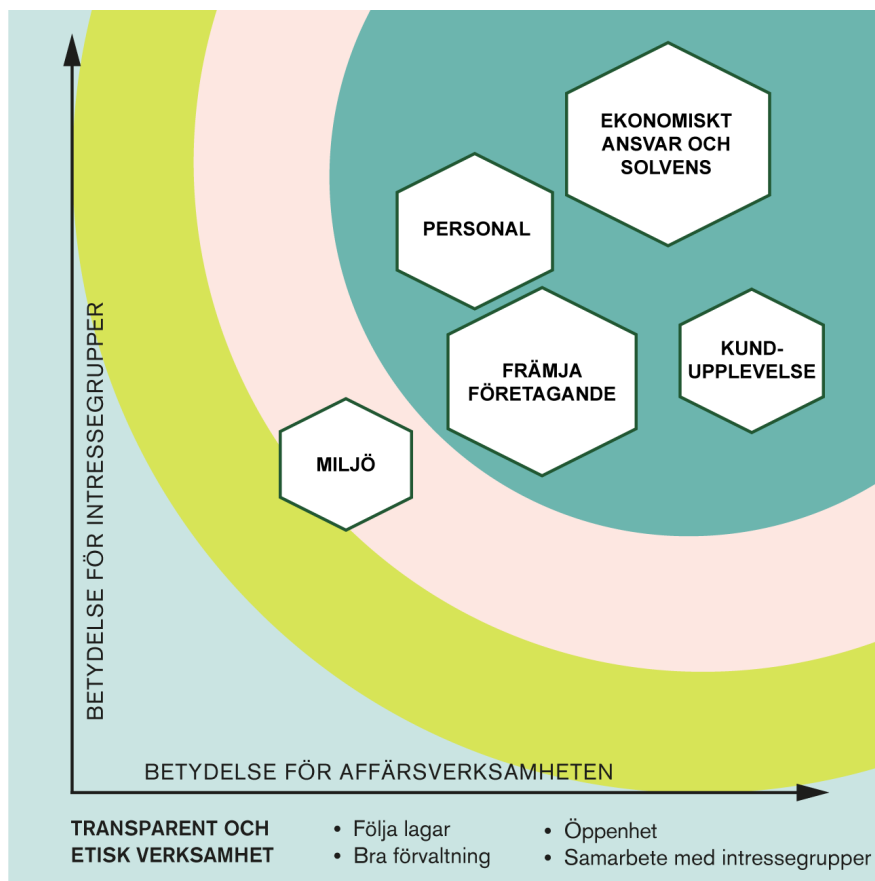 EKONOMISKT
ANSVAR OCH
SOLVENS
PERSONAL
FRÄMJA
FÖRETAGANDE
KUND-
UPPLEVELSE
MILJÖ
BETYDELSE FÖR INTRESSEGRUPPER
BETYDELSE FÖR AFFÄRSVERKSAMHETEN
TRANSPARENT OCH
ETISK VERKSAMHET
• Följa lagar
• Bra förvaltning
• Öppenhet
• Samarbete med intressegrupper